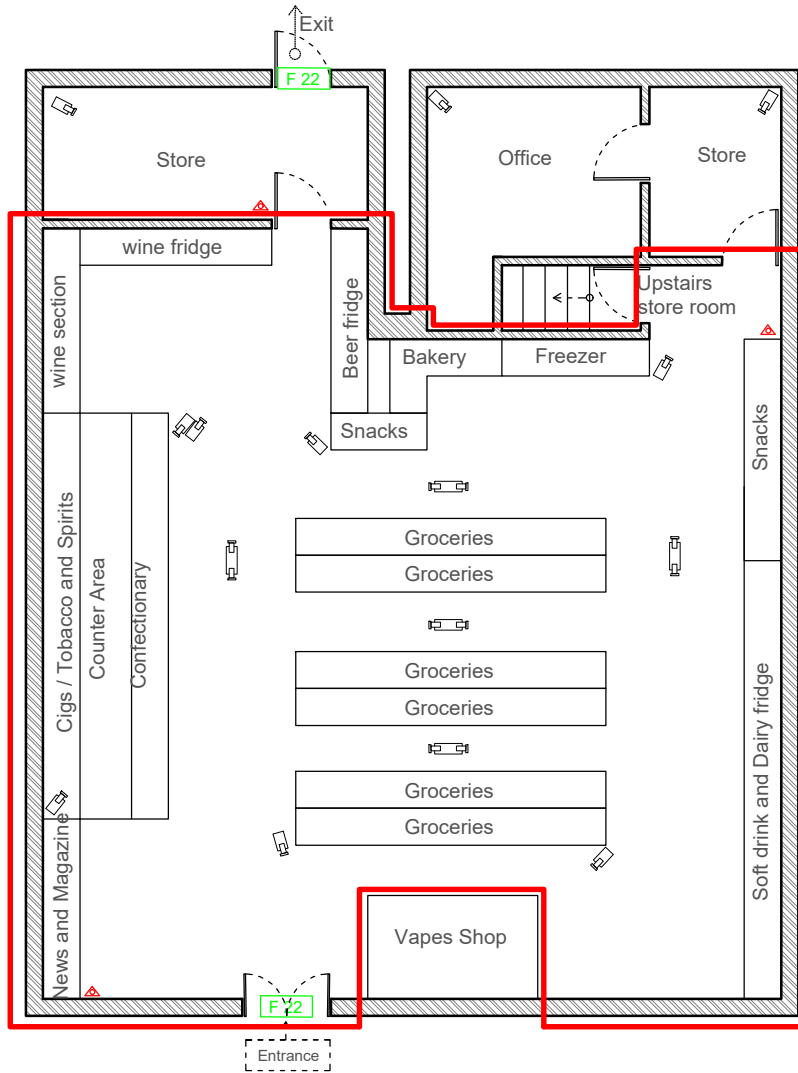 Exit
F 22
Store
Office
Store
wine fridge
wine section
Beer fridge
Upstairs
store room
Bakery
Freezer
Snacks
Snacks
Cigs / Tobacco and Spirits
Counter Area
Confectionary
Groceries
Groceries
Groceries
Groceries
Groceries
Groceries
Soft drink and Dairy fridge
News and Magazine
Vapes Shop
F 22
Entrance